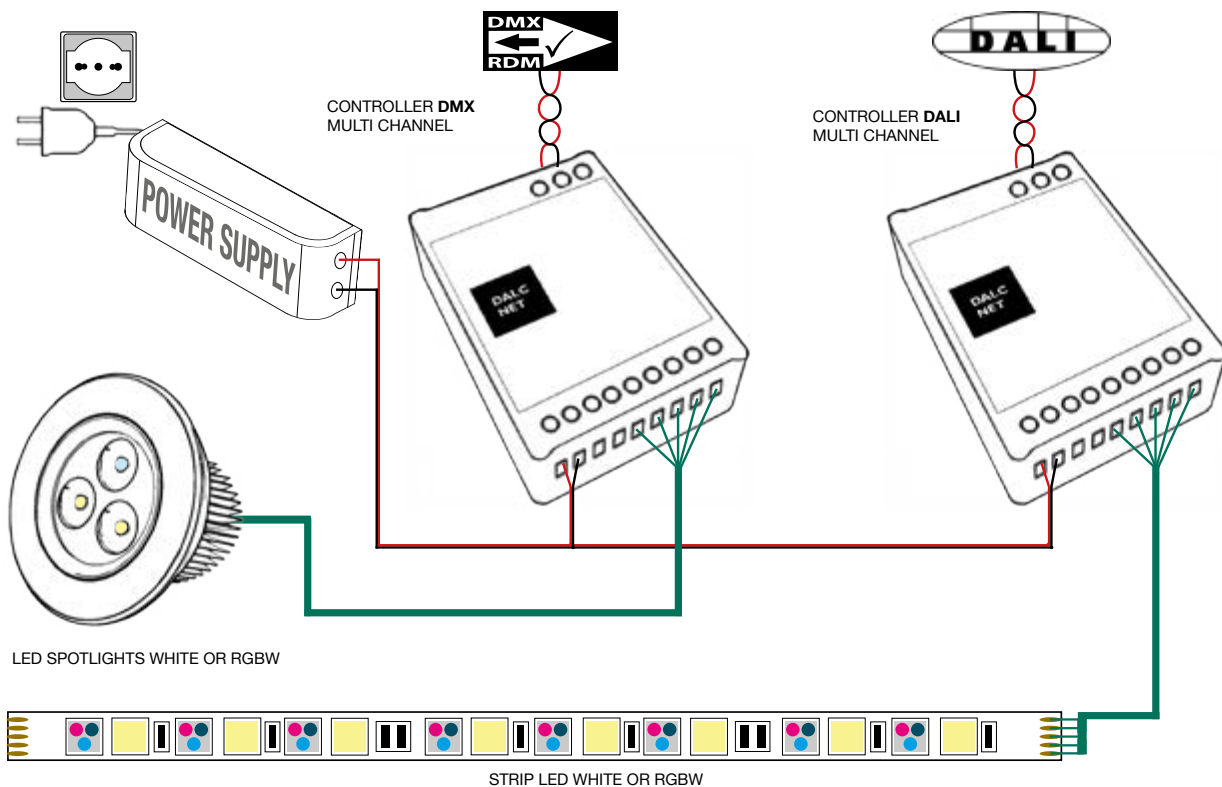 DMX
RDM
DALI
CONTROLLER DMX
MULTI CHANNEL
CONTROLLER DALI
MULTI CHANNEL
POWER SUPPLY
DALC
NET
DALC
NET
LED SPOTLIGHTS WHITE OR RGBW
STRIP LED WHITE OR RGBW